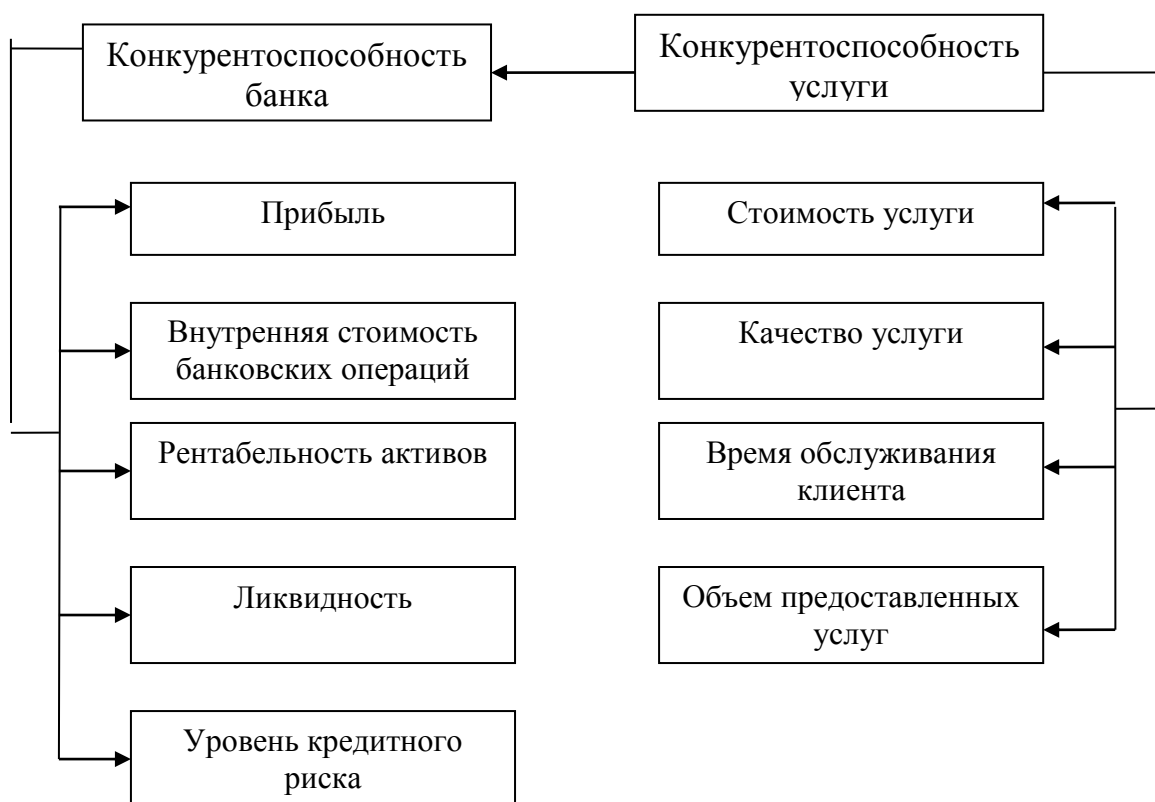 Конкурентоспособность
банка
Конкурентоспособность
услуги
Прибыль
Стоимость услуги
Внутренняя стоимость
банковских операций
Качество услуги
Рентабельность активов
Время обслуживания
клиента
Ликвидность
Объем предоставленных
услуг
Уровень кредитного
риска